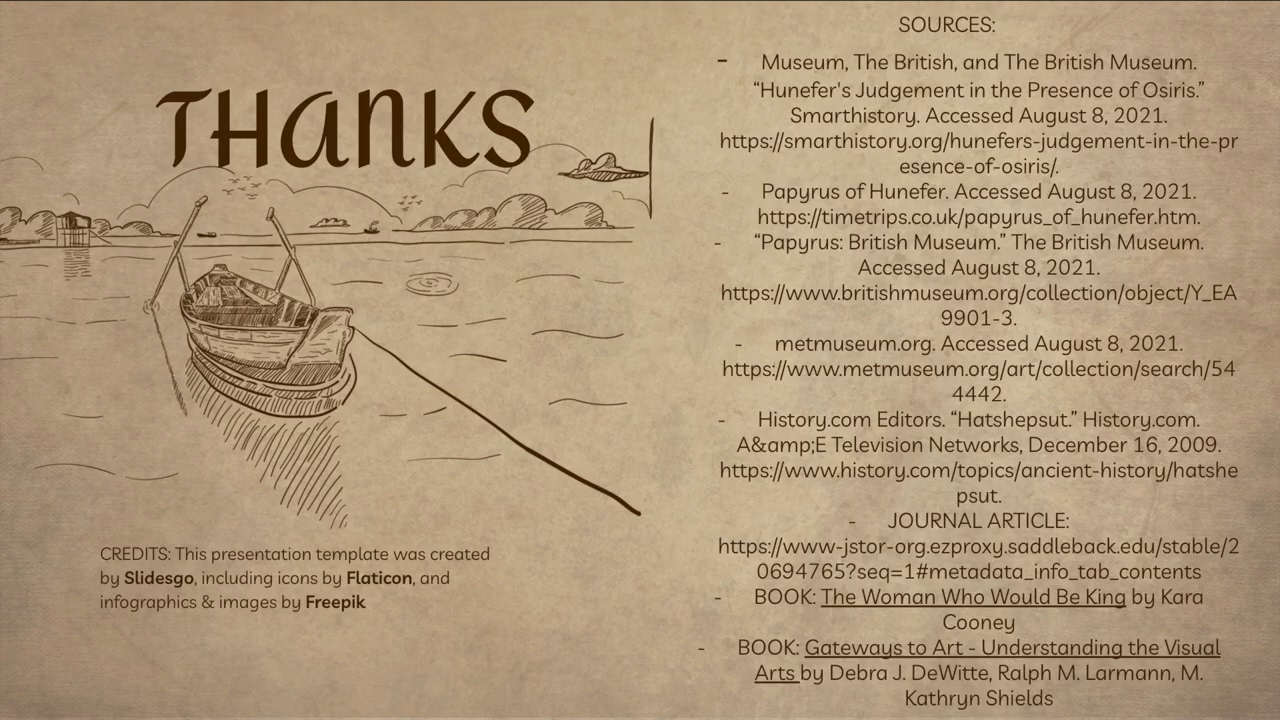 THANKS
CREDITS: This presentation template was created
by Slidesgo, including icons by Flaticon, and
infographics & images by Freepik
SOURCES:
- Museum, The British, and The British Museum.
“Hunefer's Judgement in the Presence of Osiris.”
Smarthistory. Accessed August 8, 2021.
https://smarthistory.org/hunefers-judgement-in-the-pr
esence-of-osiris/.
- Papyrus of Hunefer. Accessed August 8, 2021.
https://timetrips.co.uk/papyrus_of_hunefer.htm.
- “Papyrus: British Museum.” The British Museum.
Accessed August 8, 2021.
https://www.britishmuseum.org/collection/object/Y_EA
9901-3.
- metmuseum.org. Accessed August 8, 2021.
https://www.metmuseum.org/art/collection/search/54
4442.
- History.com Editors. “Hatshepsut.” History.com.
A&amp;E Television Networks, December 16, 2009.
https://www.history.com/topics/ancient-history/hatshe
psut.
- JOURNAL ARTICLE:
https://www-jstor-org.ezproxy.saddleback.edu/stable/2
0694765?seq=1#metadata_info_tab_contents
- BOOK: The Woman Who Would Be King by Kara
Cooney
- BOOK: Gateways to Art - Understanding the Visual
Arts by Debra J. DeWitte, Ralph M. Larmann, M.
Kathryn Shields